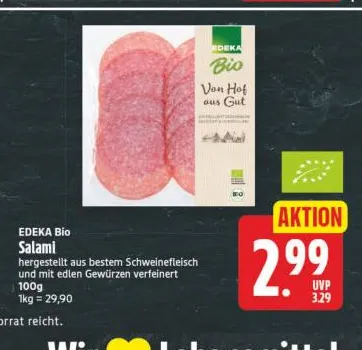 EDEKA
Bio
Von Hof
aus Gut
AKTION
EDEKA Bio
Salami
hergestellt aus bestem Schweinefleisch
und mit edlen Gewürzen verfeinert
100g
1kg = 29,90
2.99
UVP
3.29
orrat reicht.